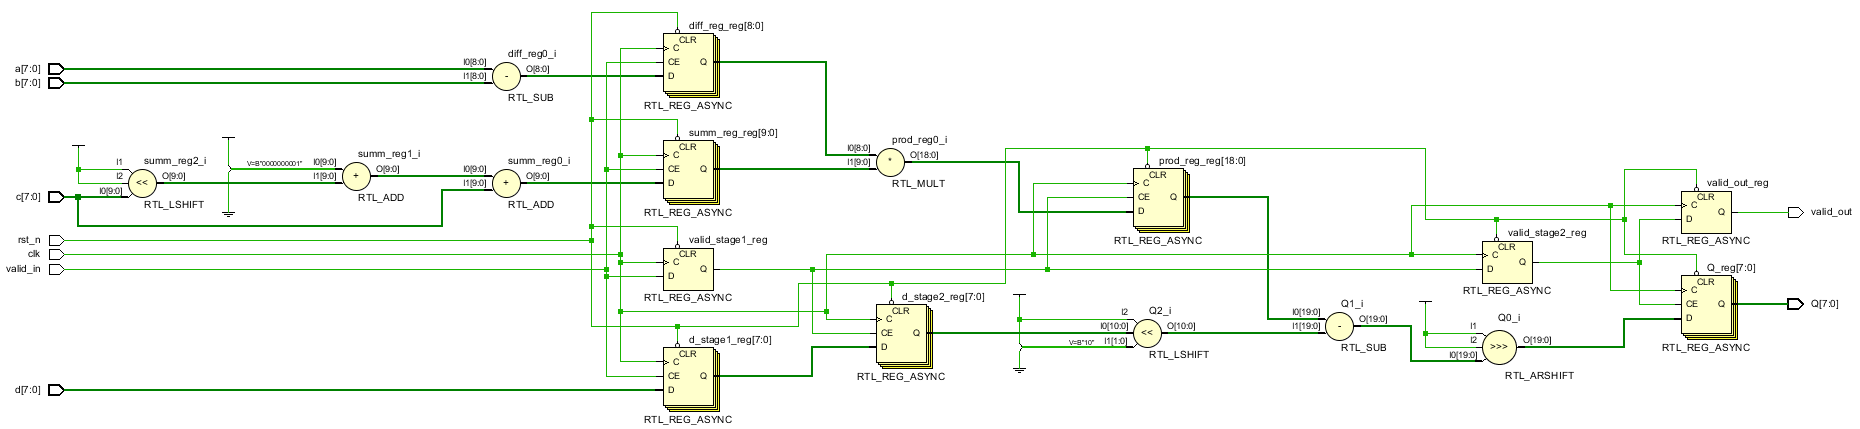 diff_reg_reg[8:0]
CLR
C
CE
Q
D
RTL_REG_ASYNC
diff_reg0_i
I0[8:0]
I1[8:0]
-
O[8:0]
RTL_SUB
a[7:0]
b[7:0]
summ_reg_reg[9:0]
CLR
C
CE
Q
D
RTL_REG_ASYNC
prod_reg0_i
I0[8:0]
I1[9:0]
*
O[18:0]
RTL_MULT
summ_reg2_i
I1
I2
I0[9:0]
<<
O[9:0]
RTL_LSHIFT
V=B"0000000001"
summ_reg1_i
I0[9:0]
I1[9:0]
+
O[9:0]
RTL_ADD
summ_reg0_i
I0[9:0]
I1[9:0]
+
O[9:0]
RTL_ADD
c[7:0]
rst_n
clk
valid_in
valid_stage1_reg
CLR
C
D
Q
RTL_REG_ASYNC
prod_reg_reg[18:0]
CLR
C
CE
Q
D
RTL_REG_ASYNC
valid_out_reg
CLR
C
D
Q
RTL_REG_ASYNC
valid_out
valid_stage2_reg
CLR
C
D
Q
RTL_REG_ASYNC
Q_reg[7:0]
CLR
C
CE
Q
D
RTL_REG_ASYNC
Q[7:0]
d_stage2_reg[7:0]
CLR
C
CE
Q
D
RTL_REG_ASYNC
Q2_i
I2
I0[10:0]
V=B"10"
I1[1:0]
<<
O[10:0]
RTL_LSHIFT
Q1_i
I0[19:0]
I1[19:0]
-
O[19:0]
RTL_SUB
Q0_i
I1
I2
I0[19:0]
>>>
O[19:0]
RTL_ARSHIFT
d_stage1_reg[7:0]
CLR
C
CE
Q
D
RTL_REG_ASYNC
d[7:0]